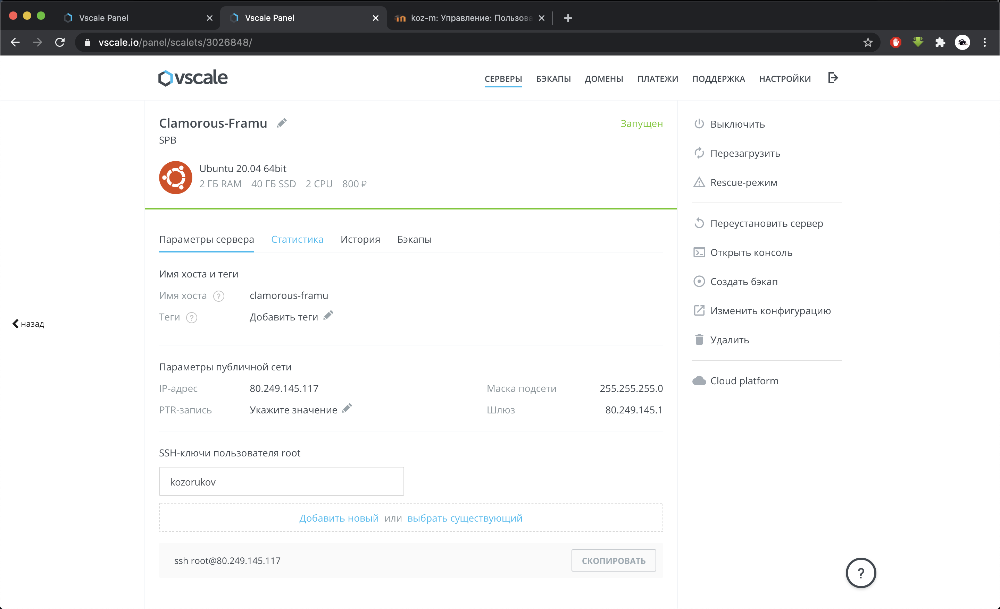 Vscale Panel
Vscale Panel
koz-m: Управление: Пользова
vscale.io/panel/scalets/3026848/
vscale
СЕРВЕРЫ БЭКАПЫ ДОМЕНЫ ПЛАТЕЖИ ПОДДЕРЖКА НАСТРОЙКИ
Clamorous-Framu
Запущен
SPB
Ubuntu 20.04 64bit
2 ГБ RAM 40 ГБ SSD 2 CPU 800 ₽
Параметры сервера Статистика История Бэкапы
Имя хоста и теги
Имя хоста ? clamorous-framu
Теги ? Добавить теги
назад
Параметры публичной сети
IP-адрес 80.249.145.117 Маска подсети 255.255.255.0
PTR-запись Укажите значение Шлюз 80.249.145.1
SSH-ключи пользователя root
kozorukov
Добавить новый или выбрать существующий
ssh root@80.249.145.117 СКОПИРОВАТЬ
Выключить
Перезагрузить
Rescue-режим
Переустановить сервер
Открыть консоль
Создать бэкап
Изменить конфигурацию
Удалить
Cloud platform
?